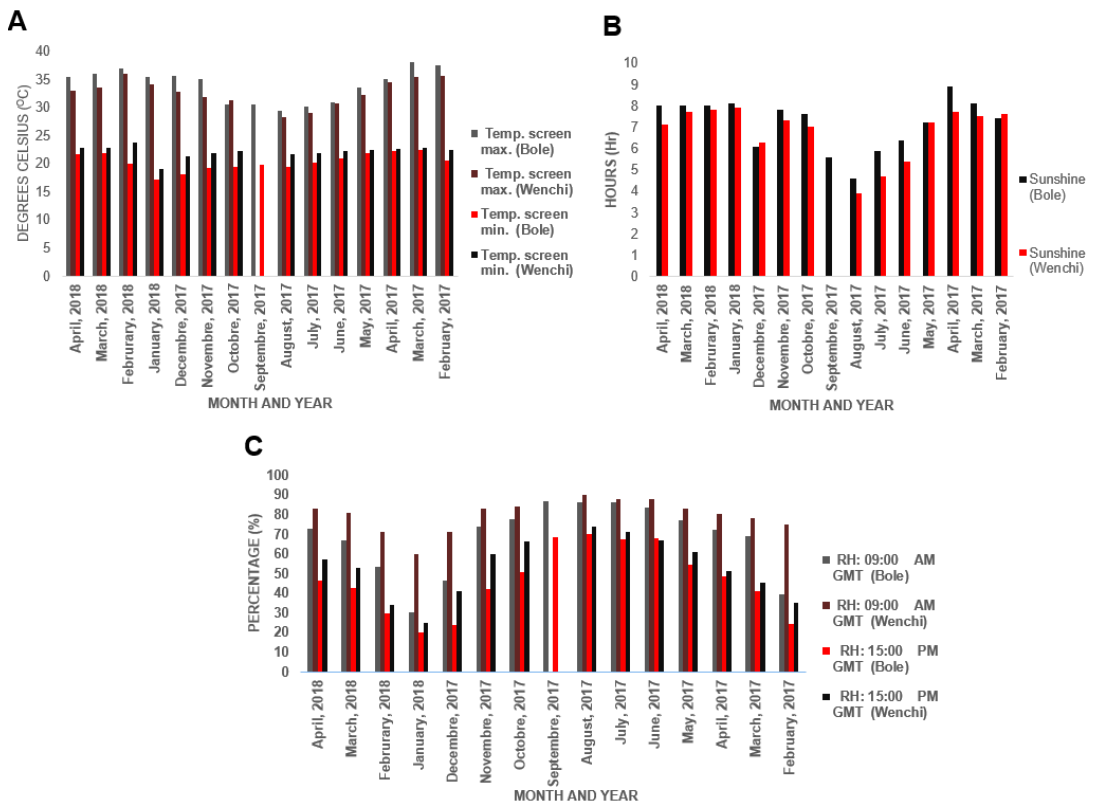 A
DEGREES CELSIUS (⁰C)
40
35
30
25
20
15
10
5
0
April, 2018
March, 2018
Februrary, 2018
January, 2018
Decembre, 2017
Novembre, 2017
Octobre, 2017
Septembre, 2017
August, 2017
July, 2017
June, 2017
May, 2017
April, 2017
March, 2017
February, 2017
MONTH AND YEAR
Temp. screen
max. (Bole)
Temp. screen
max. (Wenchi)
Temp. screen
min. (Bole)
Temp. screen
min. (Wenchi)
B
HOURS (Hr)
10
9
8
7
6
5
4
3
2
1
0
April, 2018
March, 2018
February, 2018
January, 2018
Decembre, 2017
Novembre, 2017
Octobre, 2017
Septembre, 2017
August, 2017
July, 2017
June, 2017
May, 2017
April, 2017
March, 2017
February, 2017
MONTH AND YEAR
Sunshine
(Bole)
Sunshine
(Wenchi)
C
PERCENTAGE (%)
100
90
80
70
60
50
40
30
20
10
0
April, 2018
March, 2018
Februrary, 2018
January, 2018
Decembre, 2017
Novembre, 2017
Octobre, 2017
Septembre, 2017
August, 2017
July, 2017
June, 2017
May, 2017
April, 2017
March, 2017
February, 2017
MONTH AND YEAR
RH: 09:00 AM
GMT (Bole)
RH: 09:00 AM
GMT (Wenchi)
RH: 15:00 PM
GMT (Bole)
RH: 15:00 PM
GMT (Wenchi)